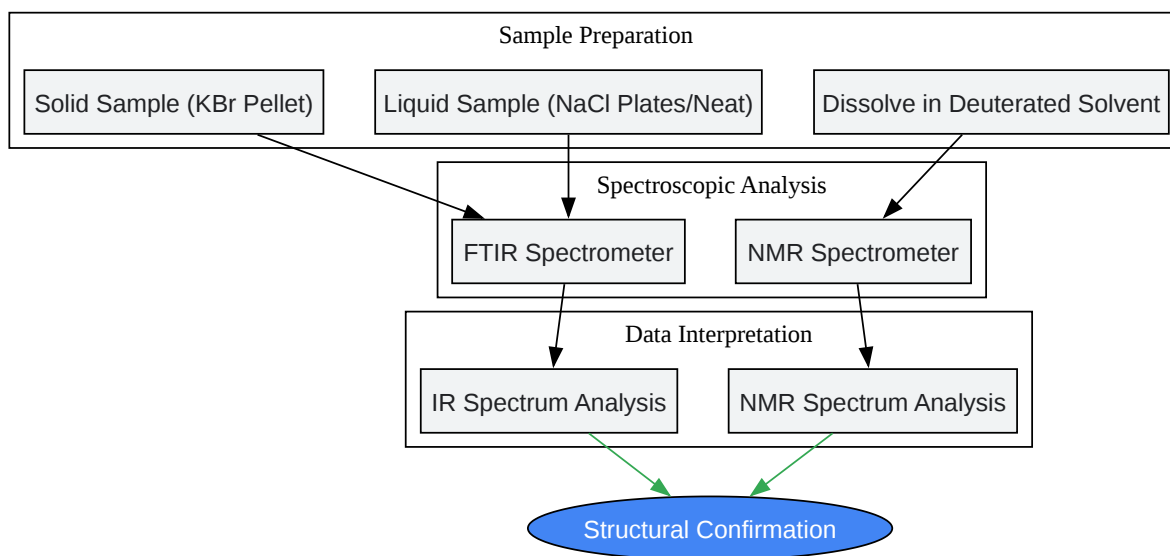 Sample Preparation
Solid Sample (KBr Pellet)
Liquid Sample (NaCl Plates/Neat)
Dissolve in Deuterated Solvent
Spectroscopic Analysis
FTIR Spectrometer
NMR Spectrometer
Data Interpretation
IR Spectrum Analysis
NMR Spectrum Analysis
Structural Confirmation